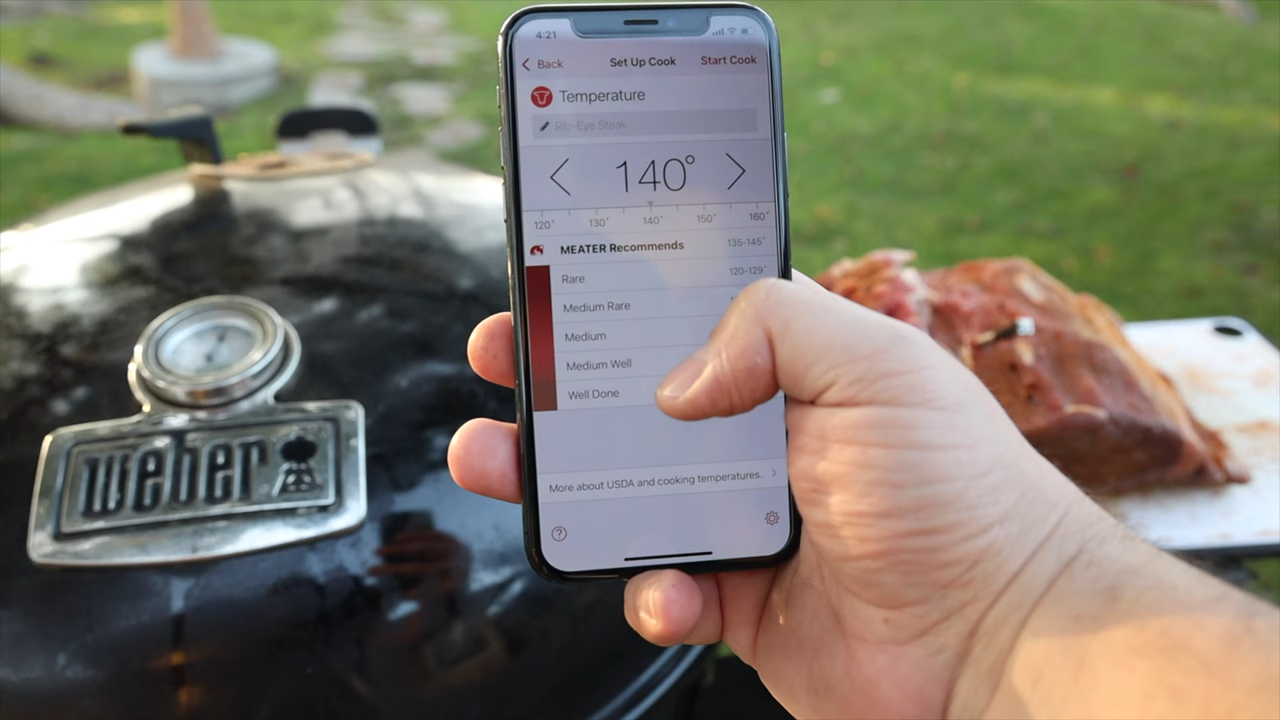 4:21
Back
Set Up Cook
Start Cook
Temperature
Rib-Eye Steak
140°
120° 130° 140° 150° 160°
MEATER Recommends 135-145°
Rare 120-129°
Medium Rare
Medium
Medium Well
Well Done
More about USDA and cooking temperatures.
?
weber